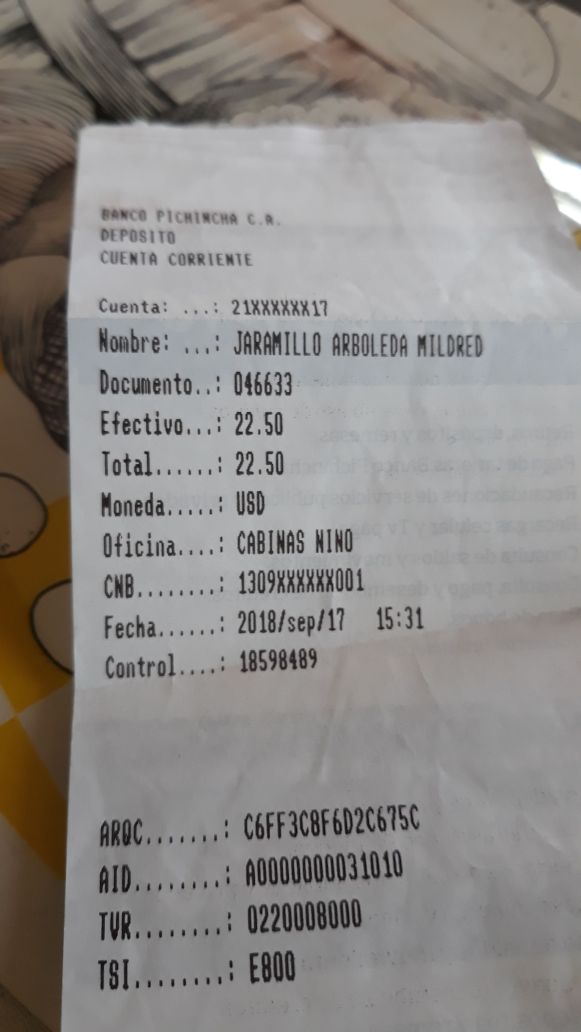 BANCO PICHINCHA C.A.
DEPOSITO
CUENTA CORRIENTE
Cuenta: ...: 21XXXXXX17
Nombre: ...: JARAMILLO ARBOLEDA MILDRED
Documento..: 046633
Efectivo...: 22.50
Total......: 22.50
Moneda.....: USD
Oficina....: CABINAS NINO
CNB........: 1309XXXXXX001
Fecha......: 2018/sep/17 15:31
Control....: 18598489
ARQC.......: C6FF3C8F6D2C675C
AID........: A0000000031010
TVR........: 0220008000
TSI........: E800